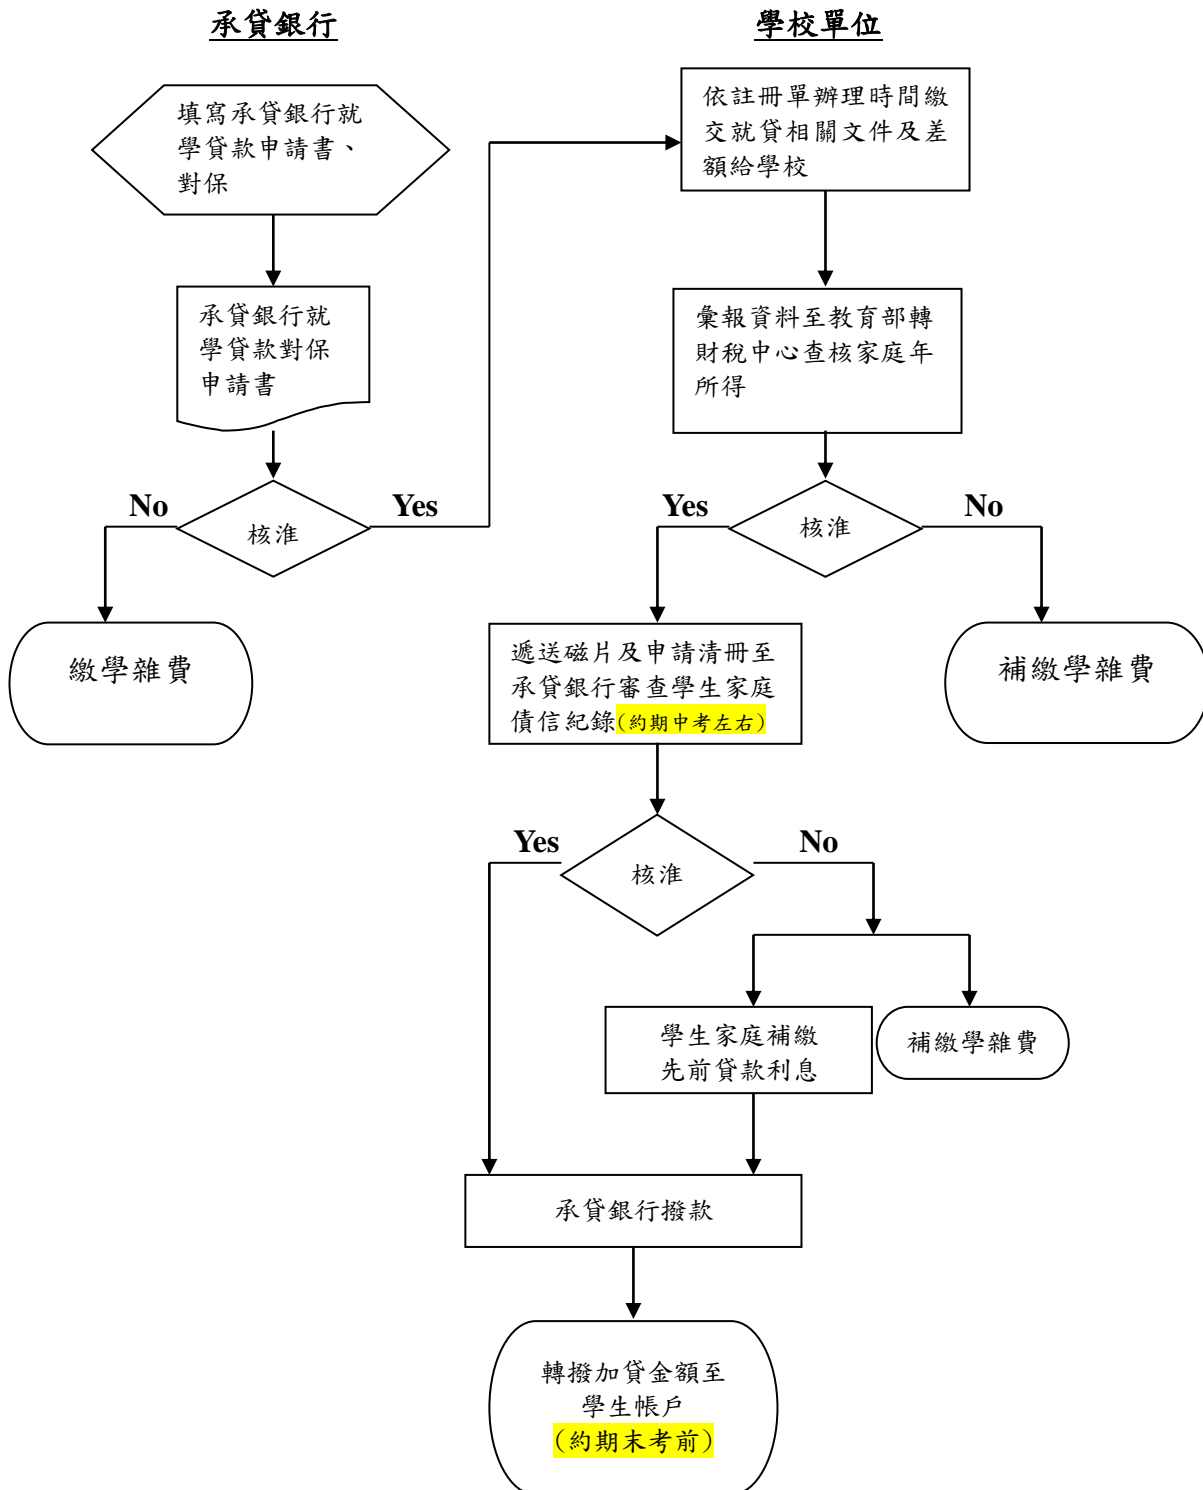 承貸銀行
學校單位
填寫承貸銀行就
學貸款申請書、
對保
依註冊單辦理時間繳
交就貸相關文件及差
額給學校
承貸銀行就
學貸款對保
申請書
彙報資料至教育部轉
財稅中心查核家庭年
所得
No
核准
Yes
Yes
核准
No
繳學雜費
遞送磁片及申請清冊至
承貸銀行審查學生家庭
債信紀錄(約期中考左右)
補繳學雜費
Yes
核准
No
學生家庭補繳
先前貸款利息
補繳學雜費
承貸銀行撥款
轉撥加貸金額至
學生帳戶
(約期末考前)